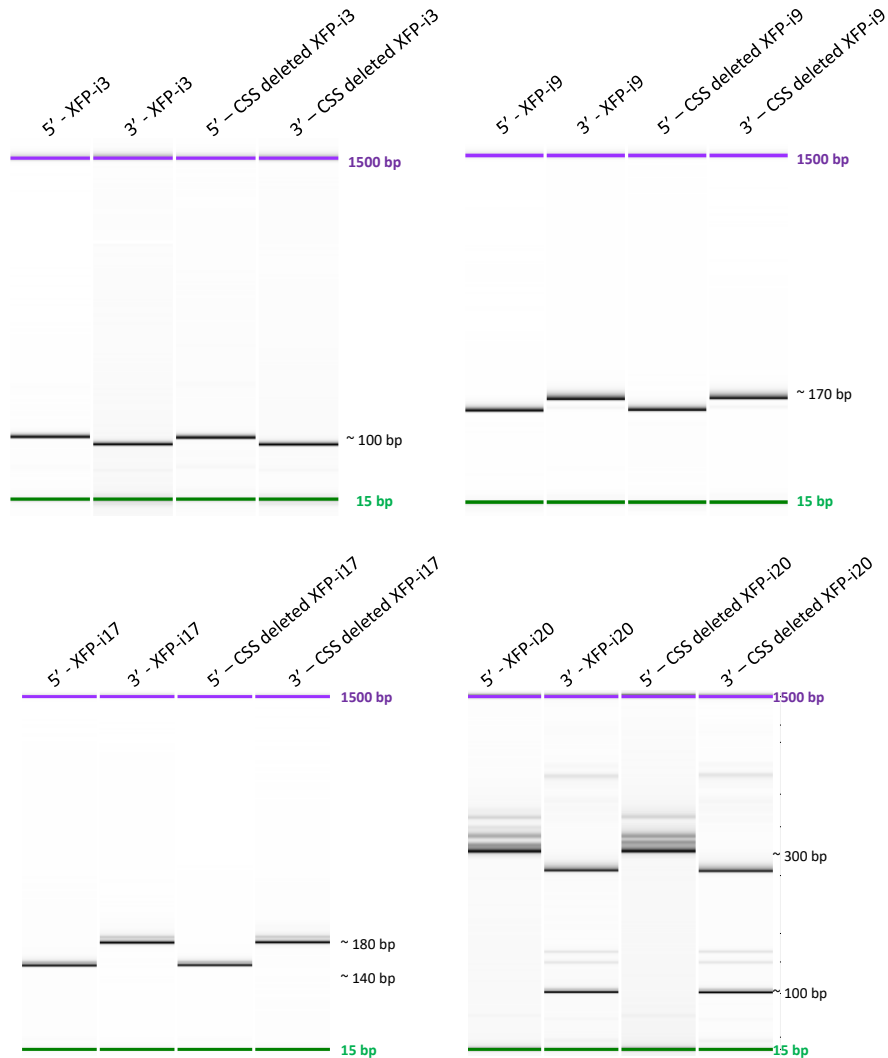 5' - XFP-i3
3' - XFP-i3
5' – CSS deleted XFP-i3
3' – CSS deleted XFP-i3
1500 bp
~ 100 bp
15 bp
5' - XFP-i9
3' - XFP-i9
5' – CSS deleted XFP-i9
3' – CSS deleted XFP-i9
1500 bp
~ 170 bp
15 bp
5' - XFP-i17
3' - XFP-i17
5' – CSS deleted XFP-i17
3' – CSS deleted XFP-i17
1500 bp
~ 180 bp
~ 140 bp
15 bp
5' - XFP-i20
3' - XFP-i20
5' – CSS deleted XFP-i20
3' – CSS deleted XFP-i20
1500 bp
~ 300 bp
~ 100 bp
15 bp